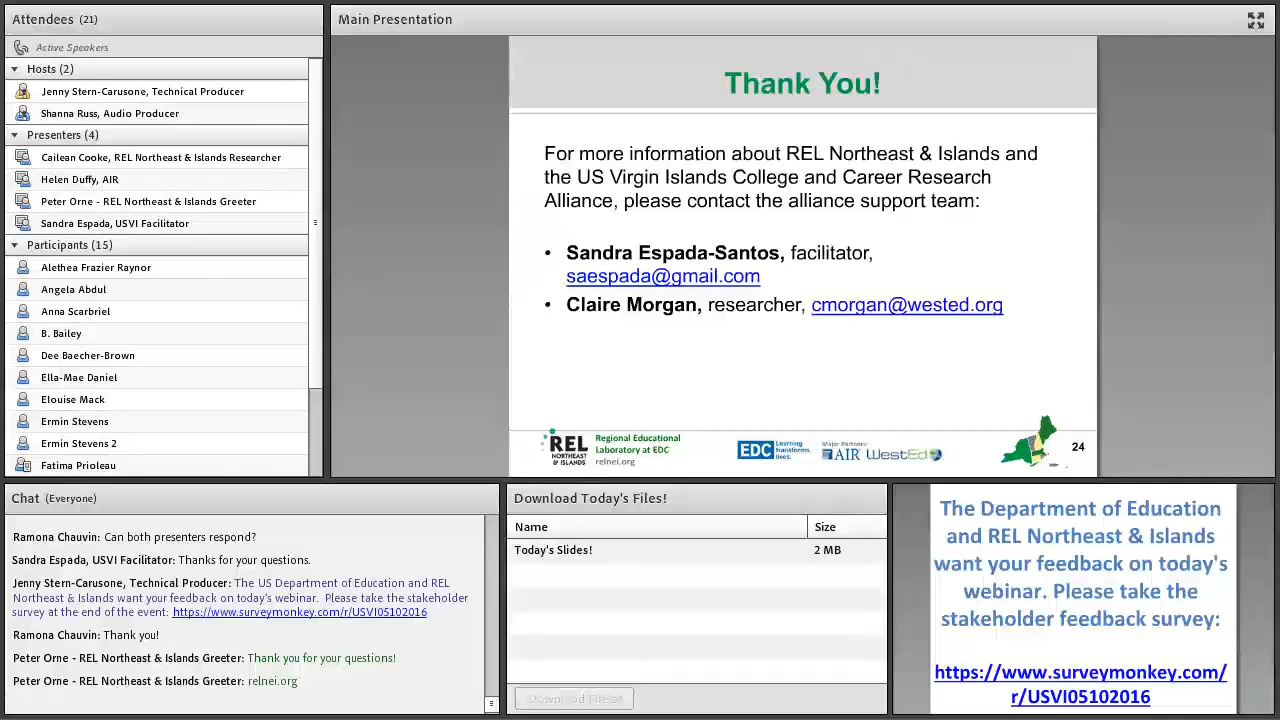 Attendees (21)
Active Speakers
Hosts (2)
Jenny Stern-Carusone, Technical Producer
Shanna Russ, Audio Producer
Presenters (4)
Cailean Cooke, REL Northeast & Islands Researcher
Helen Duffy, AIR
Peter Orne - REL Northeast & Islands Greeter
Sandra Espada, USVI Facilitator
Participants (15)
Alethea Frazier Raynor
Angela Abdul
Anna Scarbriel
B. Bailey
Dee Baecher-Brown
Ella-Mae Daniel
Elouise Mack
Ermin Stevens
Ermin Stevens 2
Fatima Prioleau
Main Presentation
Thank You!
For more information about REL Northeast & Islands and
the US Virgin Islands College and Career Research
Alliance, please contact the alliance support team:
• Sandra Espada-Santos, facilitator,
saespada@gmail.com
• Claire Morgan, researcher, cmorgan@wested.org
REL
NORTHEAST
& ISLANDS
Regional Educational
Laboratory at EDC
relnei.org
EDC
Learning
transforms
lives.
Major Partners:
AIR WestEd
24
Chat (Everyone)
Ramona Chauvin: Can both presenters respond?
Sandra Espada, USVI Facilitator: Thanks for your questions.
Jenny Stern-Carusone, Technical Producer: The US Department of Education and REL
Northeast & Islands want your feedback on today's webinar. Please take the stakeholder
survey at the end of the event: https://www.surveymonkey.com/r/USVI05102016
Ramona Chauvin: Thank you!
Peter Orne - REL Northeast & Islands Greeter: Thank you for your questions!
Peter Orne - REL Northeast & Islands Greeter: relnei.org
Download Today's Files!
Name Size
Today's Slides! 2 MB
Download File(s)
The Department of Education
and REL Northeast & Islands
want your feedback on today's
webinar. Please take the
stakeholder feedback survey:
https://www.surveymonkey.com/
r/USVI05102016